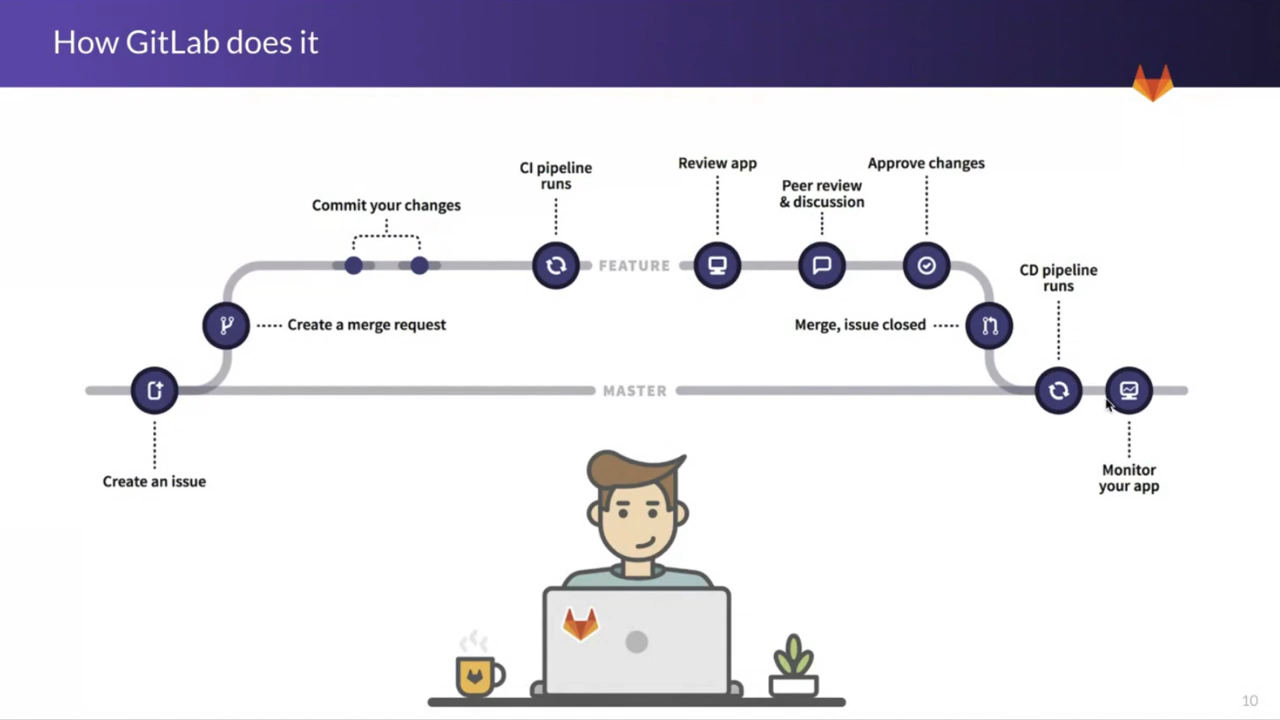 How GitLab does it
CI pipeline
runs
Review app
Approve changes
Peer review
& discussion
Commit your changes
FEATURE
CD pipeline
runs
Create a merge request
Merge, issue closed
MASTER
Create an issue
Monitor
your app
10